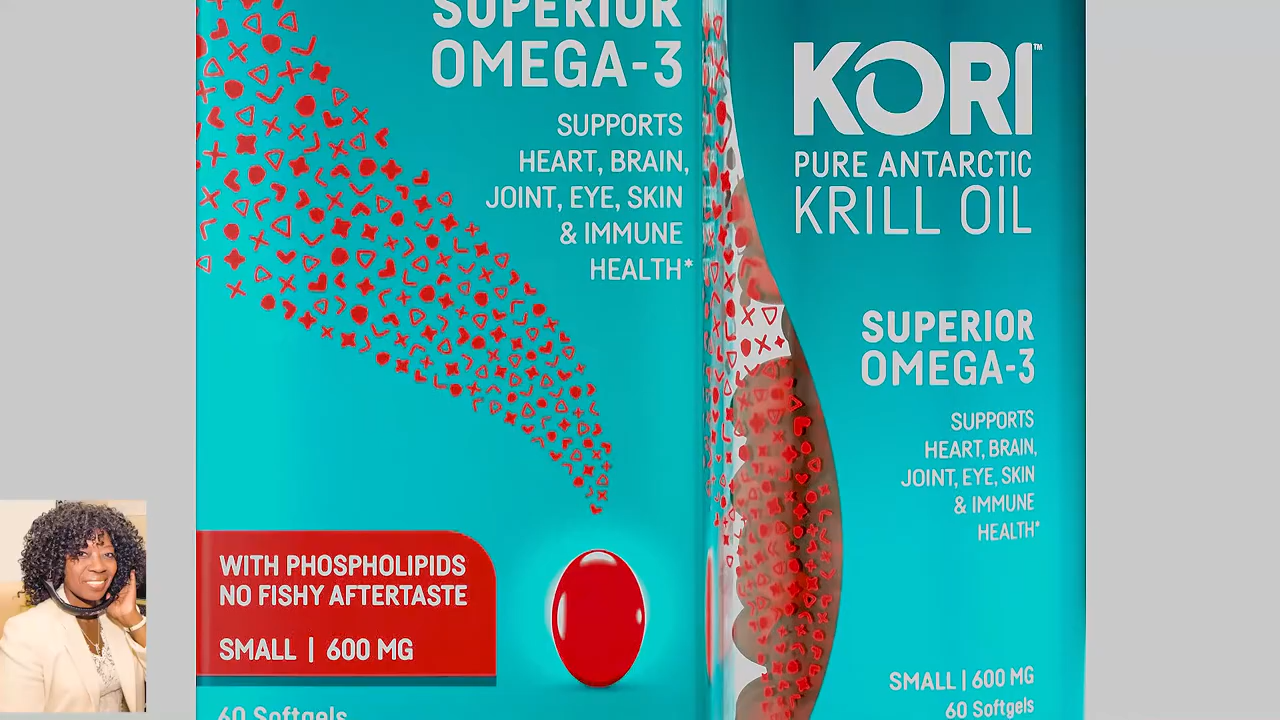 SUPERIOR
OMEGA-3
SUPPORTS
HEART, BRAIN,
JOINT, EYE, SKIN
& IMMUNE
HEALTH*
WITH PHOSPHOLIPIDS
NO FISHY AFTERTASTE
SMALL | 600 MG
60 Softgels
KORI™
PURE ANTARCTIC
KRILL OIL
SUPERIOR
OMEGA-3
SUPPORTS
HEART, BRAIN,
JOINT, EYE, SKIN
& IMMUNE
HEALTH*
SMALL | 600 MG
60 Softgels